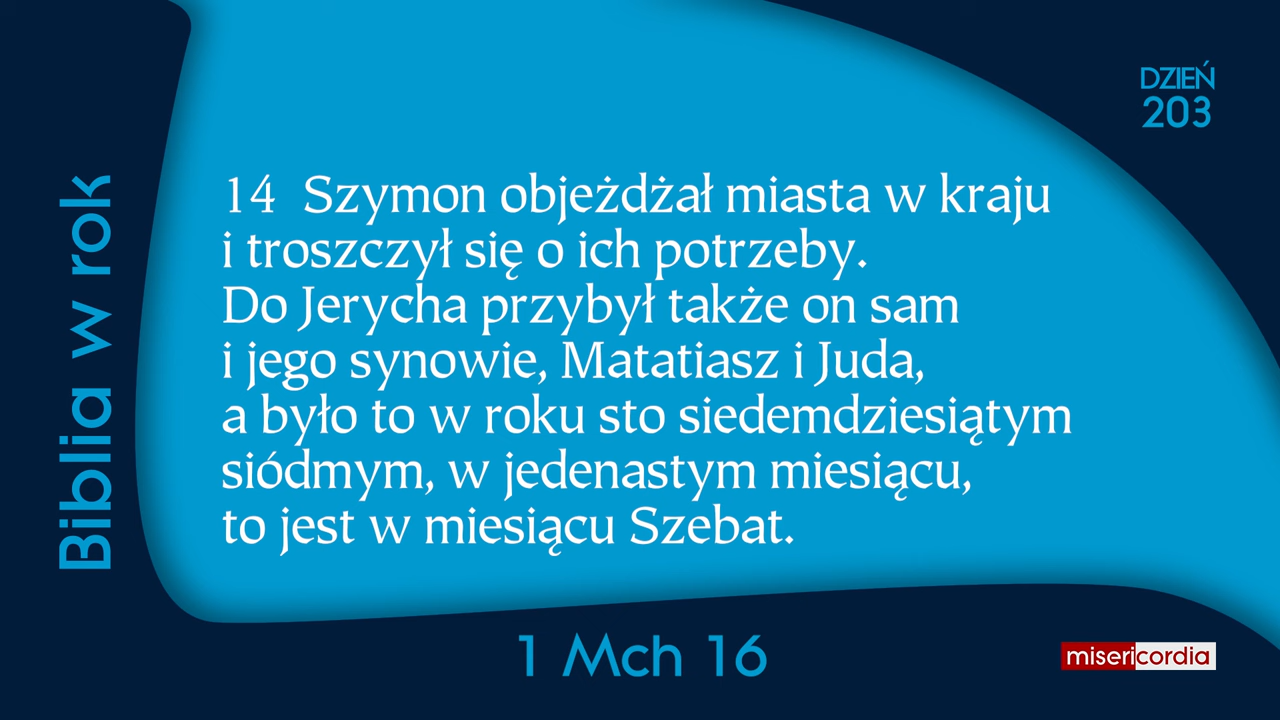 Biblia w rok
DZIEŃ
203
14 Szymon objeżdżał miasta w kraju
i troszczył się o ich potrzeby.
Do Jerycha przybył także on sam
i jego synowie, Matatiasz i Juda,
a było to w roku sto siedemdziesiątym
siódmym, w jedenastym miesiącu,
to jest w miesiącu Szebat.
1 Mch 16
misericordia